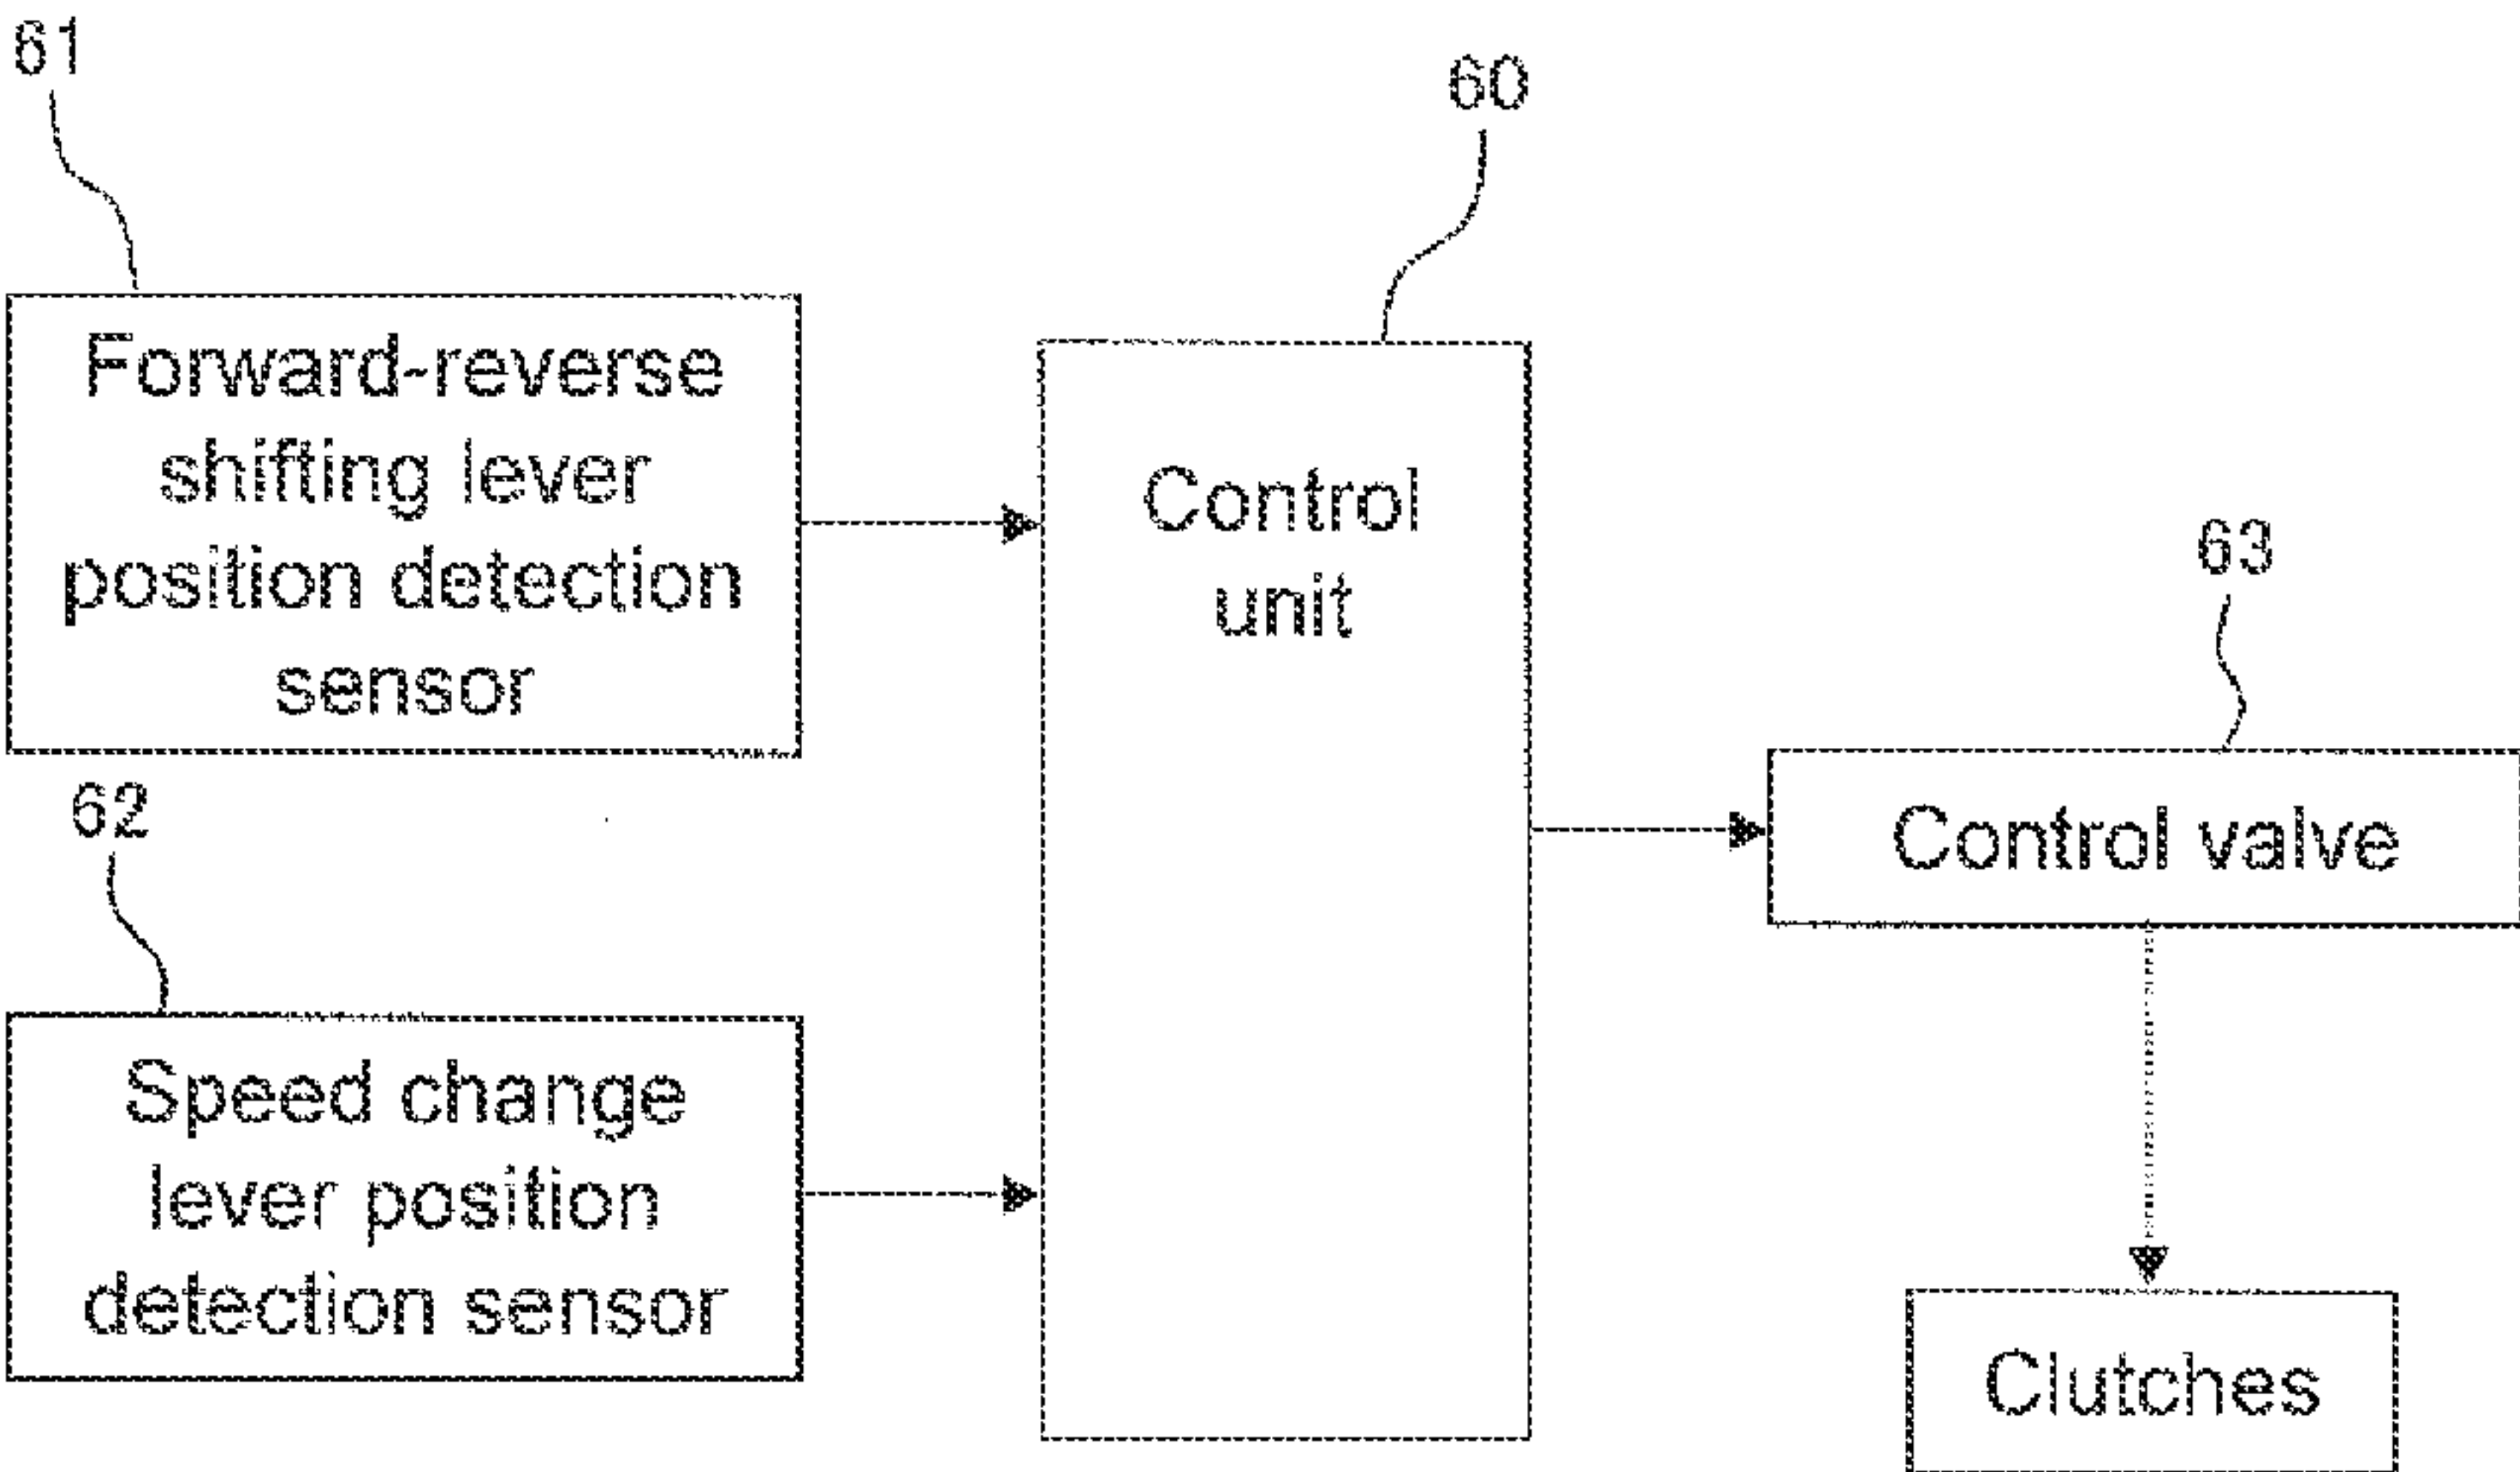 61
60
Forward-reverse
shifting lever
position detection
sensor
Control
unit
63
62
Control valve
Speed change
lever position
detection sensor
Clutches